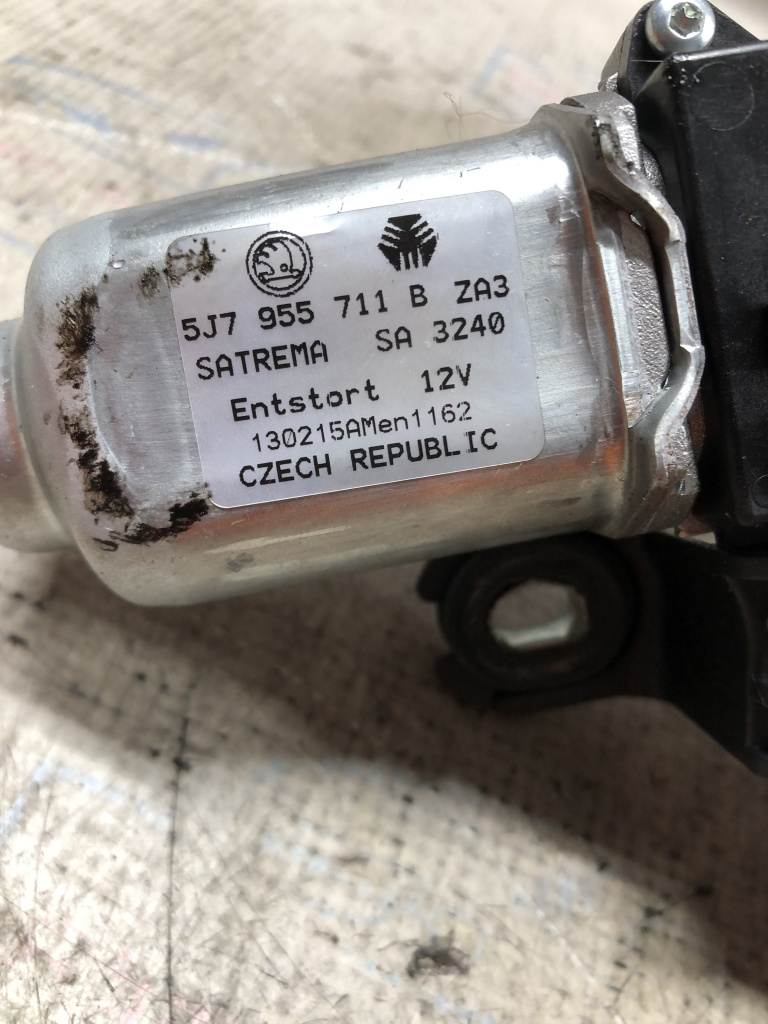 5J7 955 711 B ZA3
SATREMA SA 3240
Entstort 12V
130215AMen1162
CZECH REPUBLIC